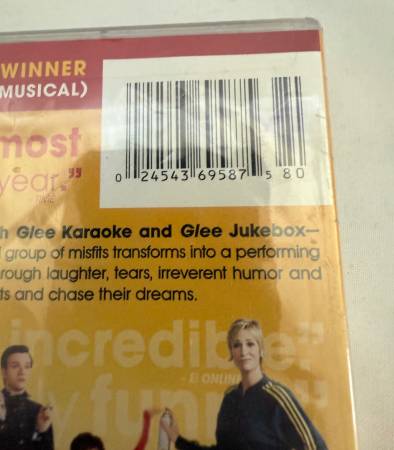 WINNER
MUSICAL)
most
year."
0 24543 69587 5 80
Glee Karaoke and Glee Jukebox—
group of misfits transforms into a performing
rough laughter, tears, irreverent humor and
ts and chase their dreams.
incredible."
- E! ONLINE
funn